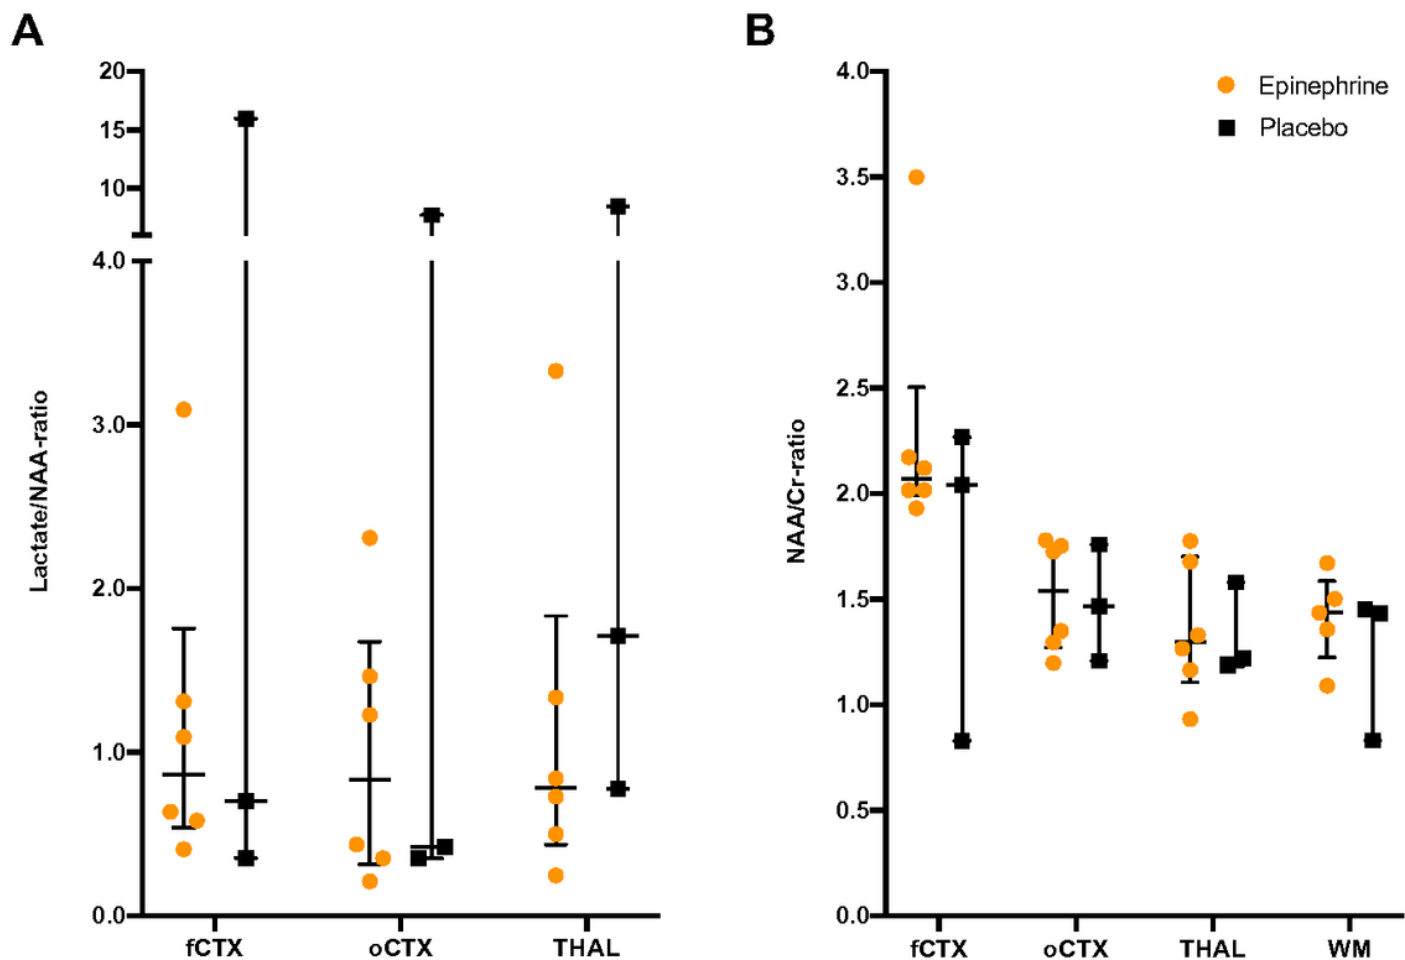 A
20
15
10
4.0
3.0
2.0
1.0
0.0
Lactate/NAA-ratio
fCTX oCTX THAL
B
4.0
3.5
3.0
2.5
2.0
1.5
1.0
0.5
0.0
NAA/Cr-ratio
Epinephrine
Placebo
fCTX oCTX THAL WM